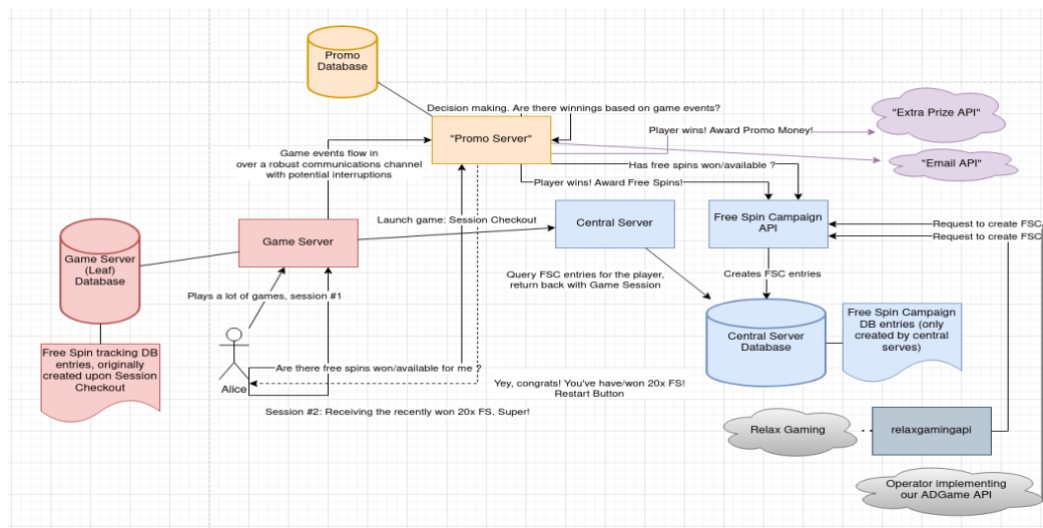 Promo
Database
Decision making. Are there winnings based on game events?
"Extra Prize API"
"Promo Server"
Player wins! Award Promo Money!
Game events flow in
over a robust communications channel
with potential interruptions
"Email API"
Has free spins won/available ?
Player wins! Award Free Spins!
Launch game: Session Checkout
Central Server
Free Spin Campaign
API
Request to create FSC
Request to create FSC
Game Server
Game Server
(Leaf)
Database
Query FSC entries for the player,
return back with Game Session
Creates FSC entries
Plays a lot of games, session #1
Free Spin Campaign
DB entries (only
created by central
serves)
Central Server
Database
Free Spin tracking DB
entries, originally
created upon Session
Checkout
Are there free spins won/available for me ?
Alice
Yey, congrats! You've have/won 20x FS!
Restart Button
Session #2: Receiving the recently won 20x FS. Super!
Relax Gaming
relaxgamingapi
Operator implementing
our ADGame API